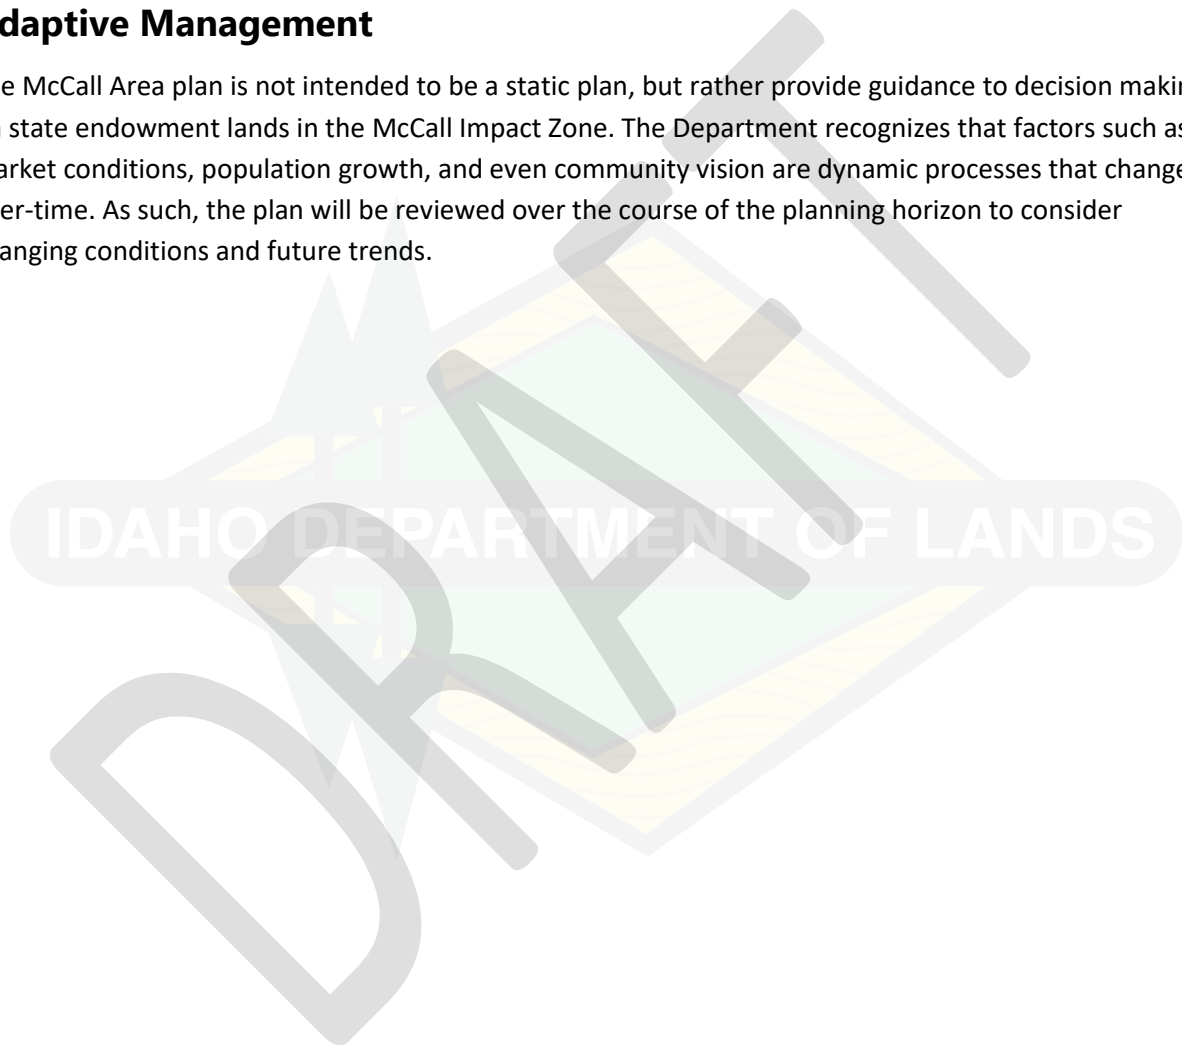 daptive Management
e McCall Area plan is not intended to be a static plan, but rather provide guidance to decision makin
state endowment lands in the McCall Impact Zone. The Department recognizes that factors such as
arket conditions, population growth, and even community vision are dynamic processes that change
er-time. As such, the plan will be reviewed over the course of the planning horizon to consider
anging conditions and future trends.
IDAHO DEPARTMENT OF LANDS
DRAFT